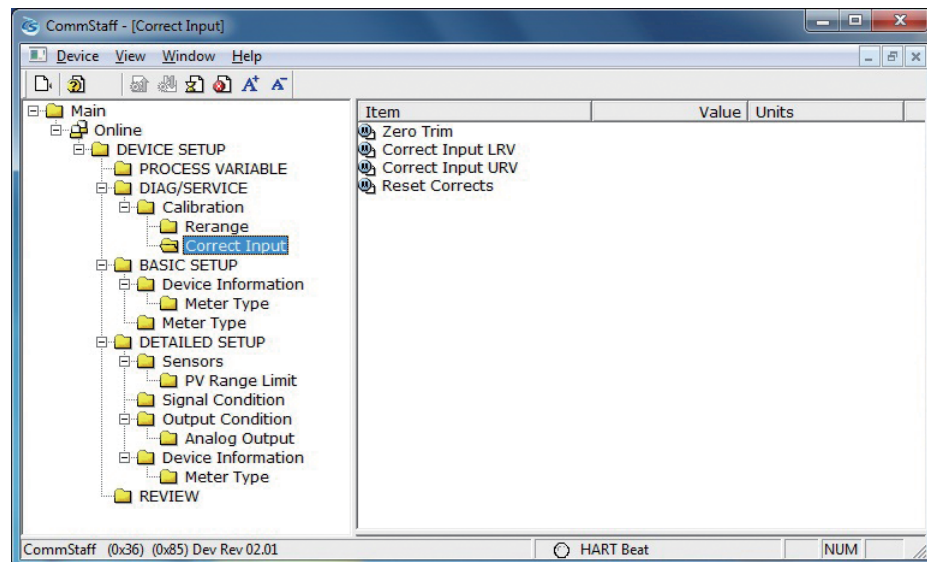 CommStaff - [Correct Input]
Device View Window Help
Main
Online
DEVICE SETUP
PROCESS VARIABLE
DIAG/SERVICE
Calibration
Rerange
Correct Input
BASIC SETUP
Device Information
Meter Type
Meter Type
DETAILED SETUP
Sensors
PV Range Limit
Signal Condition
Output Condition
Analog Output
Device Information
Meter Type
REVIEW
Item Value Units
Zero Trim
Correct Input LRV
Correct Input URV
Reset Corrects
CommStaff (0x36) (0x85) Dev Rev 02.01 HART Beat NUM